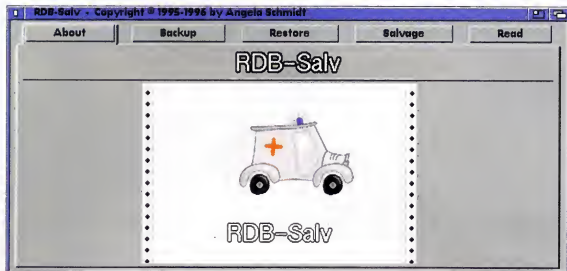 RDB-Salv - Copyright © 1995-1996 by Angela Schmidt
About Backup Restore Salvage Read
RDB-Salv
RDB-Salv